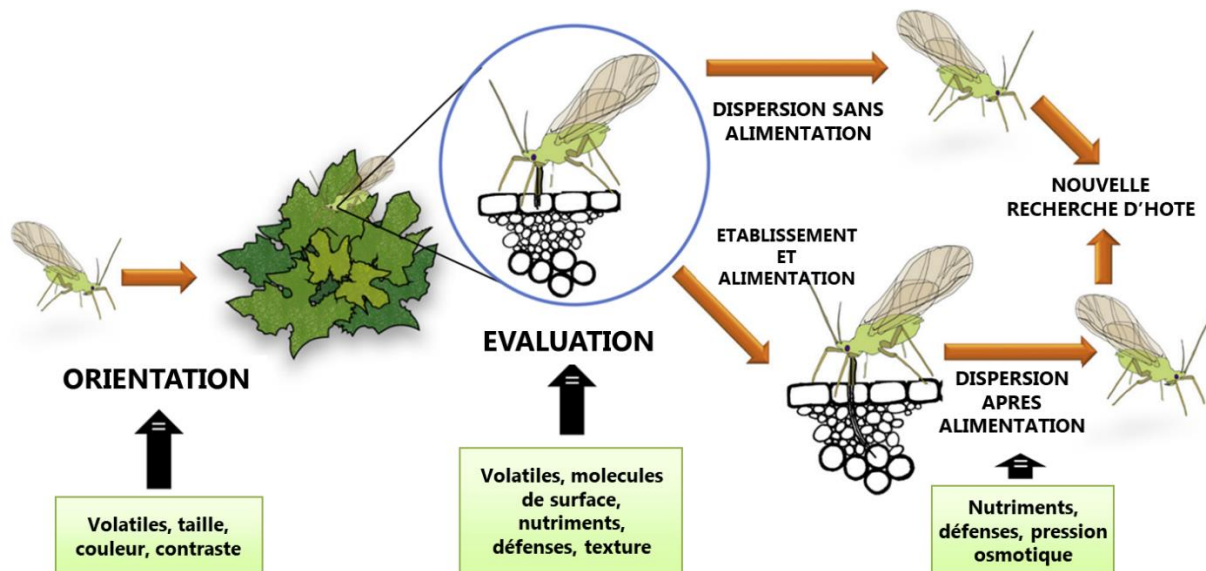 DISPERSION SANS
ALIMENTATION
NOUVELLE
RECHERCHE D'HOTE
ETABLISSEMENT
ET
ALIMENTATION
ORIENTATION
EVALUATION
DISPERSION
APRES
ALIMENTATION
Volatiles, taille,
couleur, contraste
Volatiles, molecules
de surface,
nutriments,
défenses, texture
Nutriments,
défenses, pression
osmotique